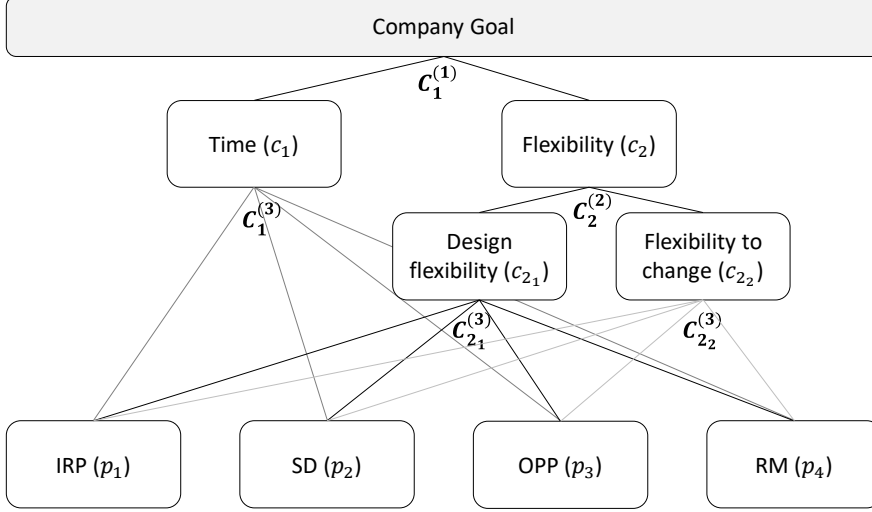 Company Goal
$C_1^{(1)}$
Time ($c_1$)
Flexibility ($c_2$)
$C_1^{(3)}$
$C_2^{(2)}$
Design
flexibility ($c_{2_1}$)
Flexibility to
change ($c_{2_2}$)
$C_{2_1}^{(3)}$
$C_{2_2}^{(3)}$
IRP ($p_1$)
SD ($p_2$)
OPP ($p_3$)
RM ($p_4$)